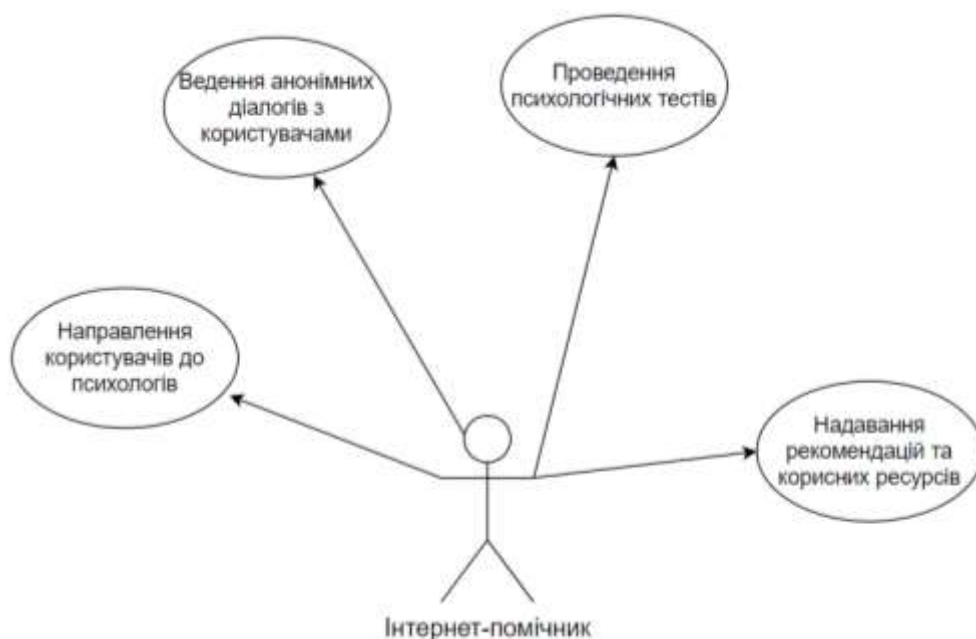 Ведення анонімних
діалогів з
користувачами
Проведення
психологічних тестів
Направлення
користувачів до
психологів
Надавання
рекомендацій та
корисних ресурсів
Інтернет-помічник